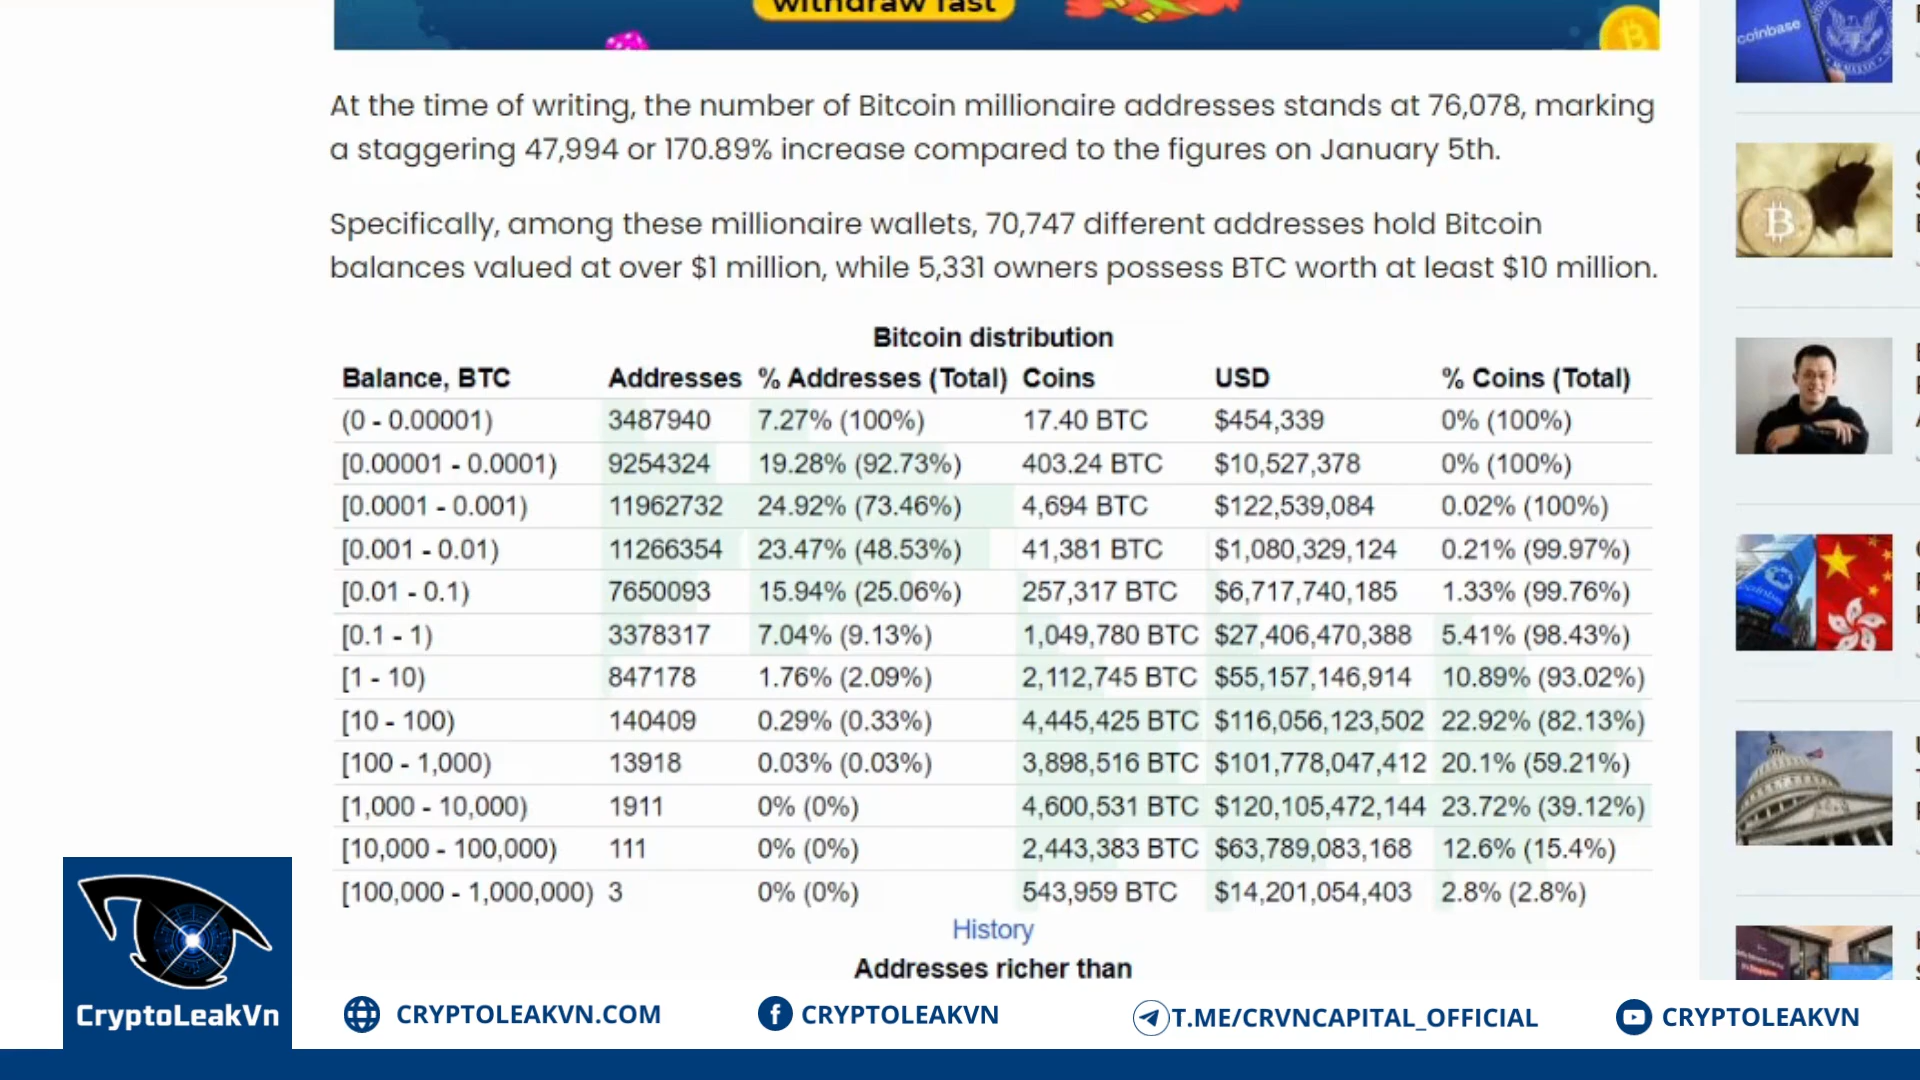 withdraw fast
coinbase
At the time of writing, the number of Bitcoin millionaire addresses stands at 76,078, marking
a staggering 47,994 or 170.89% increase compared to the figures on January 5th.
Specifically, among these millionaire wallets, 70,747 different addresses hold Bitcoin
balances valued at over $1 million, while 5,331 owners possess BTC worth at least $10 million.
Bitcoin distribution
Balance, BTC Addresses % Addresses (Total) Coins USD % Coins (Total)
(0 - 0.00001) 3487940 7.27% (100%) 17.40 BTC $454,339 0% (100%)
[0.00001 - 0.0001) 9254324 19.28% (92.73%) 403.24 BTC $10,527,378 0% (100%)
[0.0001 - 0.001) 11962732 24.92% (73.46%) 4,694 BTC $122,539,084 0.02% (100%)
[0.001 - 0.01) 11266354 23.47% (48.53%) 41,381 BTC $1,080,329,124 0.21% (99.97%)
[0.01 - 0.1) 7650093 15.94% (25.06%) 257,317 BTC $6,717,740,185 1.33% (99.76%)
[0.1 - 1) 3378317 7.04% (9.13%) 1,049,780 BTC $27,406,470,388 5.41% (98.43%)
[1 - 10) 847178 1.76% (2.09%) 2,112,745 BTC $55,157,146,914 10.89% (93.02%)
[10 - 100) 140409 0.29% (0.33%) 4,445,425 BTC $116,056,123,502 22.92% (82.13%)
[100 - 1,000) 13918 0.03% (0.03%) 3,898,516 BTC $101,778,047,412 20.1% (59.21%)
[1,000 - 10,000) 1911 0% (0%) 4,600,531 BTC $120,105,472,144 23.72% (39.12%)
[10,000 - 100,000) 111 0% (0%) 2,443,383 BTC $63,789,083,168 12.6% (15.4%)
[100,000 - 1,000,000) 3 0% (0%) 543,959 BTC $14,201,054,403 2.8% (2.8%)
History
Addresses richer than
CryptoLeakVn
CRYPTOLEAKVN.COM
CRYPTOLEAKVN
T.ME/CRVNCAPITAL_OFFICIAL
CRYPTOLEAKVN